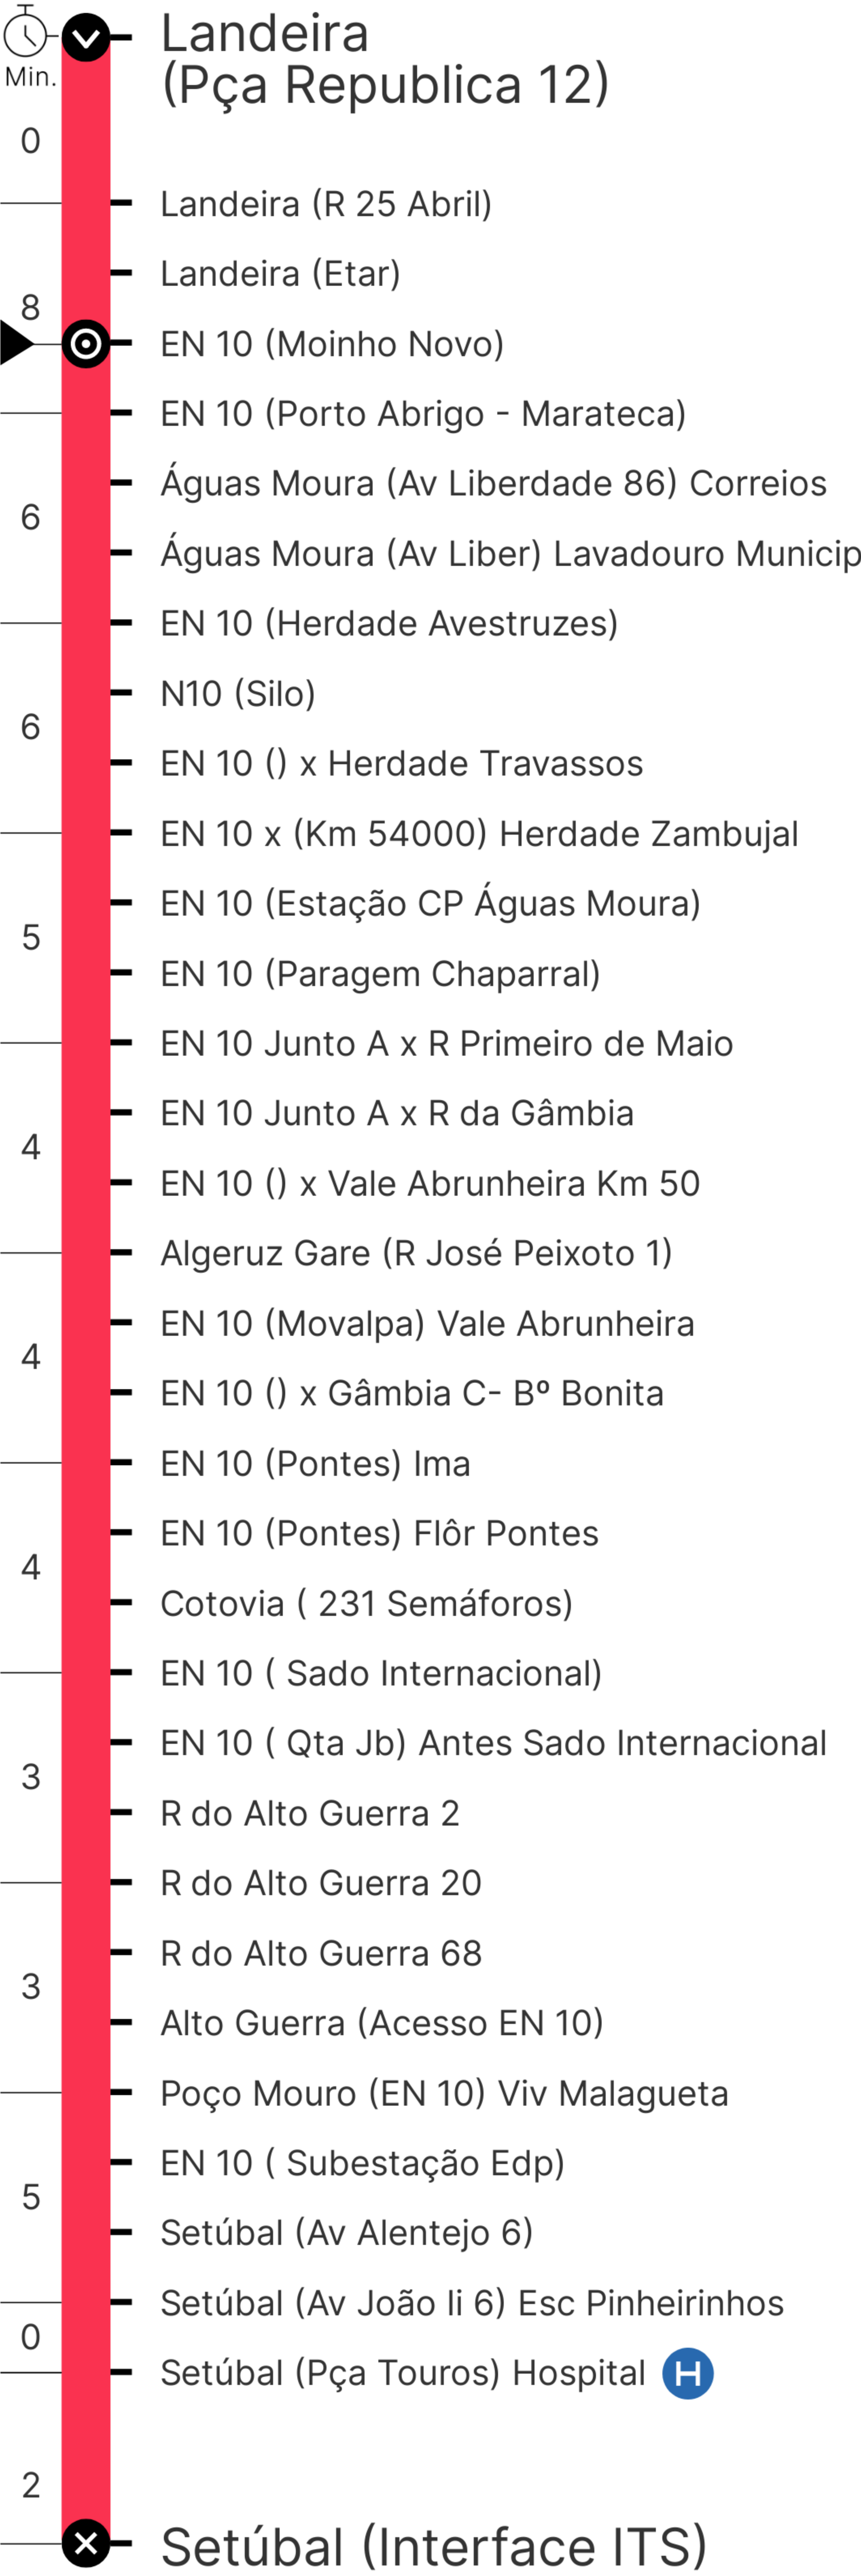 Landeira
(Pça Republica 12)
Min.
0
Landeira (R 25 Abril)
Landeira (Etar)
8
EN 10 (Moinho Novo)
EN 10 (Porto Abrigo - Marateca)
Águas Moura (Av Liberdade 86) Correios
6
Águas Moura (Av Liber) Lavadouro Municip
EN 10 (Herdade Avestruzes)
N10 (Silo)
6
EN 10 () x Herdade Travassos
EN 10 x (Km 54000) Herdade Zambujal
EN 10 (Estação CP Águas Moura)
5
EN 10 (Paragem Chaparral)
EN 10 Junto A x R Primeiro de Maio
EN 10 Junto A x R da Gâmbia
4
EN 10 () x Vale Abrunheira Km 50
Algeruz Gare (R José Peixoto 1)
EN 10 (Movalpa) Vale Abrunheira
4
EN 10 () x Gâmbia C- Bº Bonita
EN 10 (Pontes) Ima
EN 10 (Pontes) Flôr Pontes
4
Cotovia ( 231 Semáforos)
EN 10 ( Sado Internacional)
EN 10 ( Qta Jb) Antes Sado Internacional
3
R do Alto Guerra 2
R do Alto Guerra 20
R do Alto Guerra 68
3
Alto Guerra (Acesso EN 10)
Poço Mouro (EN 10) Viv Malagueta
EN 10 ( Subestação Edp)
5
Setúbal (Av Alentejo 6)
Setúbal (Av João Ii 6) Esc Pinheirinhos
0
Setúbal (Pça Touros) Hospital H
2
Setúbal (Interface ITS)